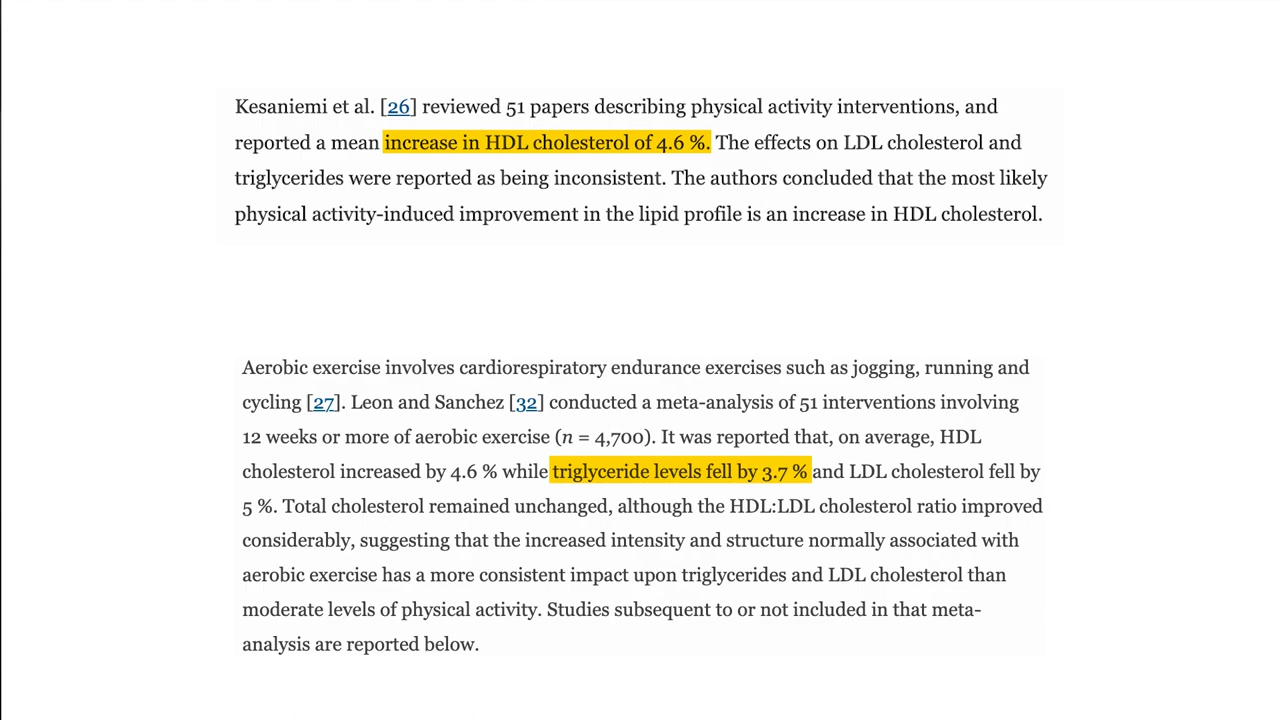 Kesaniemi et al. [26] reviewed 51 papers describing physical activity interventions, and
reported a mean increase in HDL cholesterol of 4.6 %. The effects on LDL cholesterol and
triglycerides were reported as being inconsistent. The authors concluded that the most likely
physical activity-induced improvement in the lipid profile is an increase in HDL cholesterol.
Aerobic exercise involves cardiorespiratory endurance exercises such as jogging, running and
cycling [27]. Leon and Sanchez [32] conducted a meta-analysis of 51 interventions involving
12 weeks or more of aerobic exercise (n = 4,700). It was reported that, on average, HDL
cholesterol increased by 4.6 % while triglyceride levels fell by 3.7 % and LDL cholesterol fell by
5 %. Total cholesterol remained unchanged, although the HDL:LDL cholesterol ratio improved
considerably, suggesting that the increased intensity and structure normally associated with
aerobic exercise has a more consistent impact upon triglycerides and LDL cholesterol than
moderate levels of physical activity. Studies subsequent to or not included in that meta-
analysis are reported below.